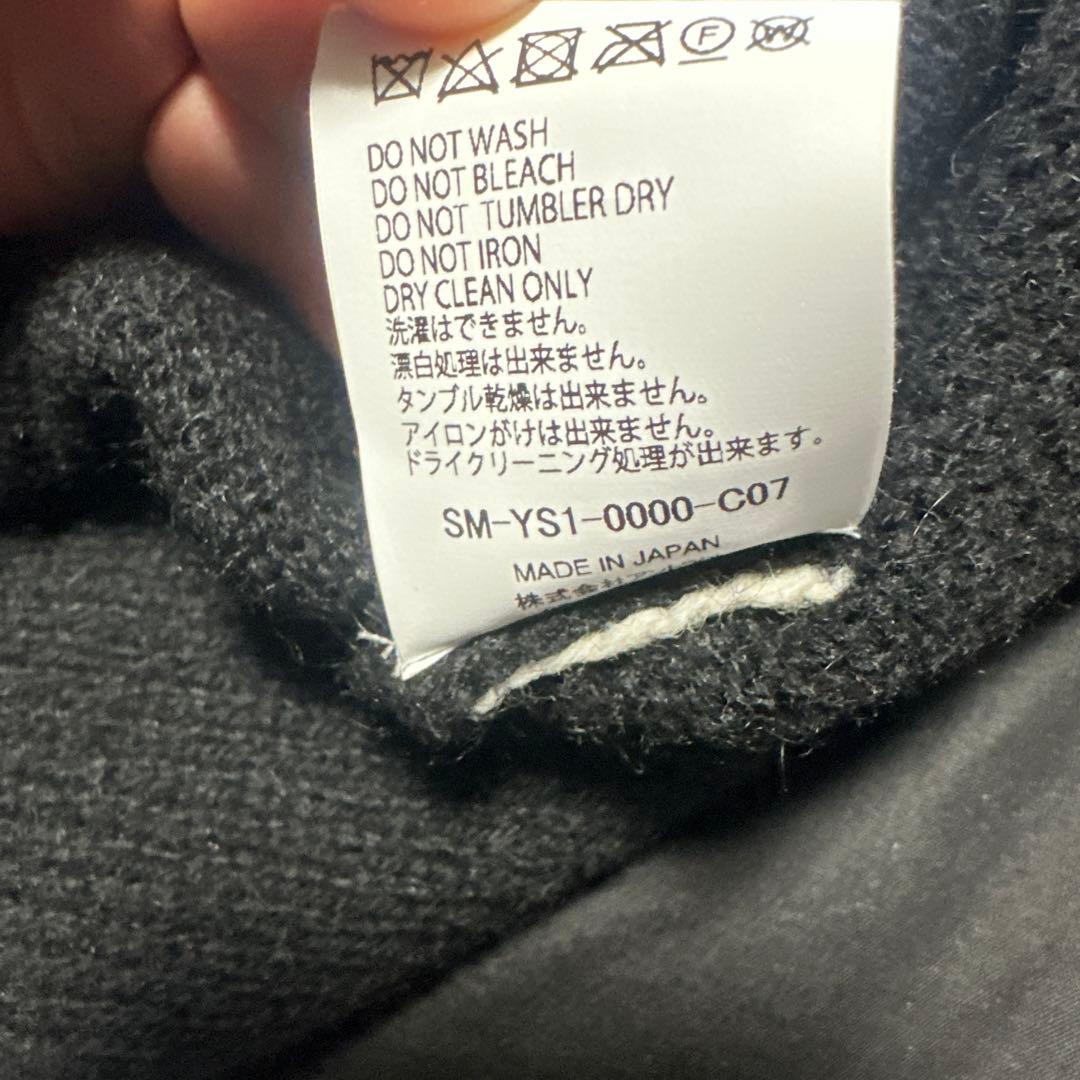 F W
DO NOT WASH
DO NOT BLEACH
DO NOT TUMBLER DRY
DO NOT IRON
DRY CLEAN ONLY
洗濯はできません。
漂白処理は出来ません。
タンブル乾燥は出来ません。
アイロンがけは出来ません。
ドライクリーニング処理が出来ます。
SM-YS1-0000-C07
MADE IN JAPAN
株式会社